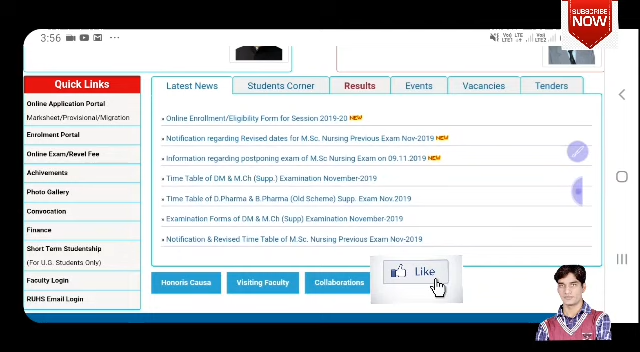 SUBSCRIBE
NOW
3:56
Vo) LTE LTE1
Vo) LTE2
Quick Links
Online Application Portal
Marksheet/Provisional/Migration
Enrolment Portal
Online Exam/Revel Fee
Achivements
Photo Gallery
Convocation
Finance
Short Term Studentship
(For U.G. Students Only)
Faculty Login
RUHS Email Login
Latest News
Students Corner
Results
Events
Vacancies
Tenders
Online Enrollment/Eligibility Form for Session 2019-20 NEW
Notification regarding Revised dates for M.Sc. Nursing Previous Exam Nov-2019 NEW
Information regarding postponing exam of M.Sc Nursing Exam on 09.11.2019 NEW
Time Table of DM & M.Ch (Supp.) Examination November-2019
Time Table of D.Pharma & B.Pharma (Old Scheme) Supp. Exam Nov.2019
Examination Forms of DM & M.Ch (Supp) Examination November-2019
Notification & Revised Time Table of M.Sc. Nursing Previous Exam Nov-2019
Honoris Causa
Visiting Faculty
Collaborations
Like